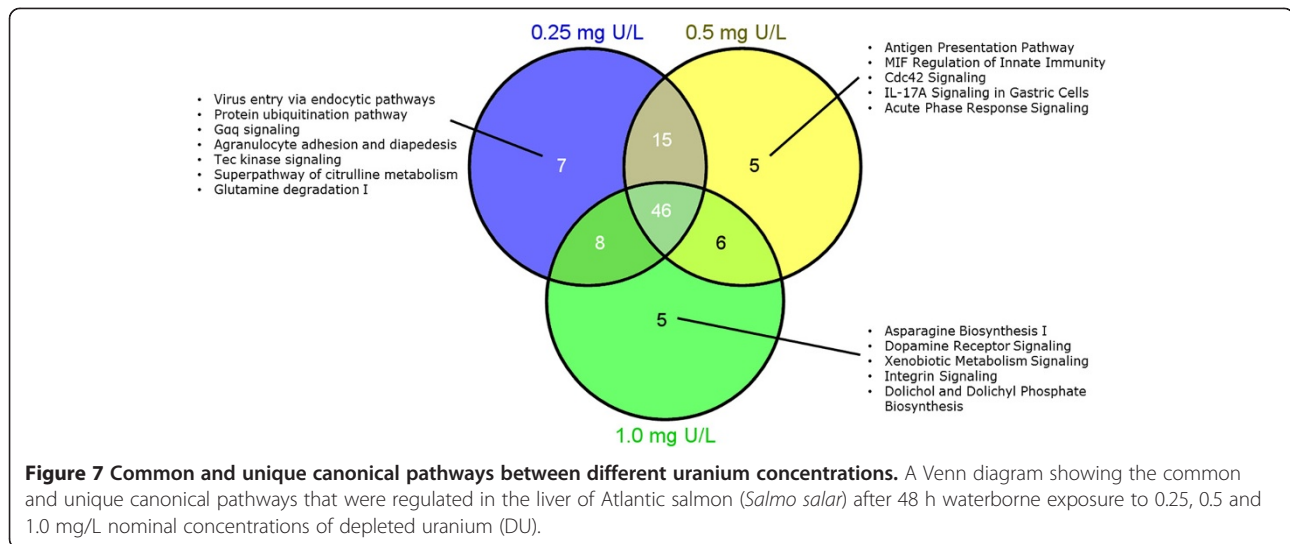 0.25 mg U/L
0.5 mg U/L
• Virus entry via endocytic pathways
• Protein ubiquitination pathway
• Gαq signaling
• Agranulocyte adhesion and diapedesis
• Tec kinase signaling
• Superpathway of citrulline metabolism
• Glutamine degradation I
• Antigen Presentation Pathway
• MIF Regulation of Innate Immunity
• Cdc42 Signaling
• IL-17A Signaling in Gastric Cells
• Acute Phase Response Signaling
15
7
5
46
8
6
5
• Asparagine Biosynthesis I
• Dopamine Receptor Signaling
• Xenobiotic Metabolism Signaling
• Integrin Signaling
• Dolichol and Dolichyl Phosphate
Biosynthesis
1.0 mg U/L
Figure 7 Common and unique canonical pathways between different uranium concentrations. A Venn diagram showing the common
and unique canonical pathways that were regulated in the liver of Atlantic salmon (Salmo salar) after 48 h waterborne exposure to 0.25, 0.5 and
1.0 mg/L nominal concentrations of depleted uranium (DU).